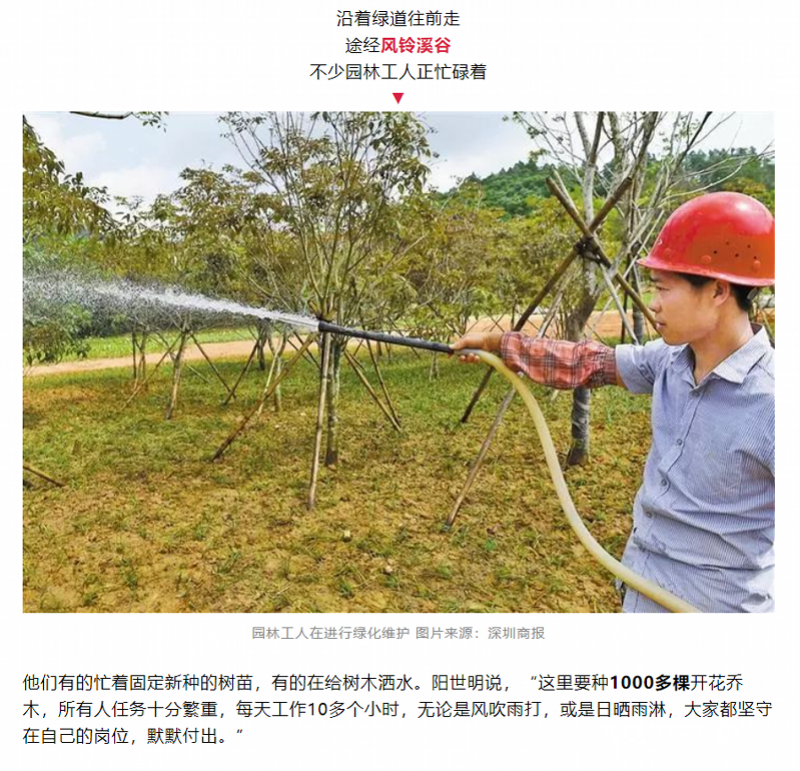 沿着绿道往前走
途经风铃溪谷
不少园林工人正忙碌着
园林工人在进行绿化维护 图片来源：深圳商报
他们有的忙着固定新种的树苗，有的在给树木洒水。阳世明说，“这里要种1000多棵开花乔
木，所有人任务十分繁重，每天工作10多个小时，无论是风吹雨打，或是日晒雨淋，大家都坚守
在自己的岗位，默默付出。”